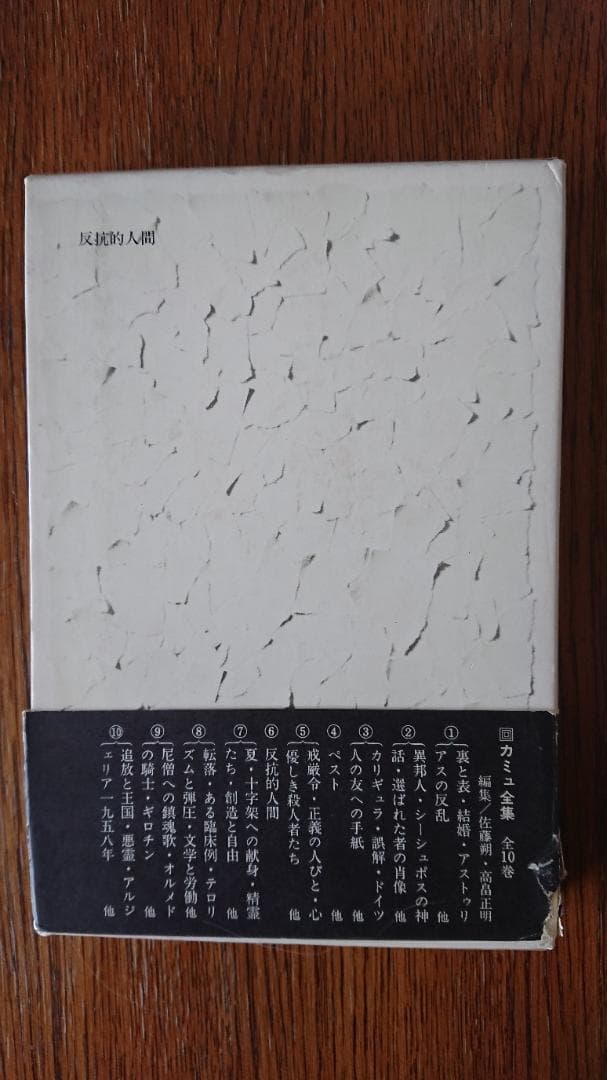 反抗的人間
回 カミュ全集 全10巻
編集/佐藤朔・高畠正明
① 裏と表・結婚・アストゥリ
アスの反乱 他
② 異邦人・シーシュポスの神
話・選ばれた者の肖像 他
③ カリギュラ・誤解・ドイツ
人の友への手紙 他
④ ペスト 他
⑤ 戒厳令・正義の人びと・心
優しき殺人者たち 他
⑥ 反抗的人間
⑦ 夏・十字架への献身・精霊
たち・創造と自由 他
⑧ 転落・ある臨床例・テロリ
ズムと弾圧・文学と労働他
⑨ 尼僧への鎮魂歌・オルメド
の騎士・ギロチン 他
⑩ 追放と王国・悪霊・アルジ
ェリア一九五八年 他